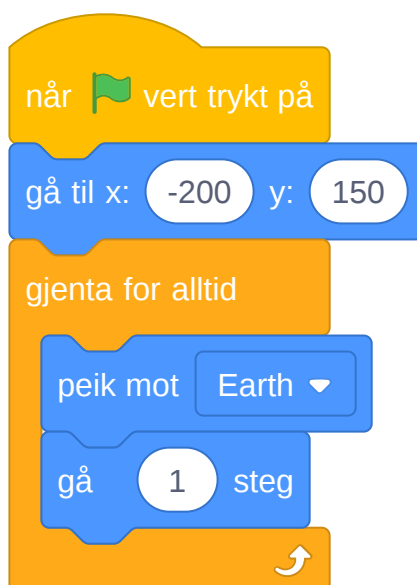 når vert trykt på
gå til x: -200 y: 150
gjenta for alltid
peik mot Earth
gå 1 steg